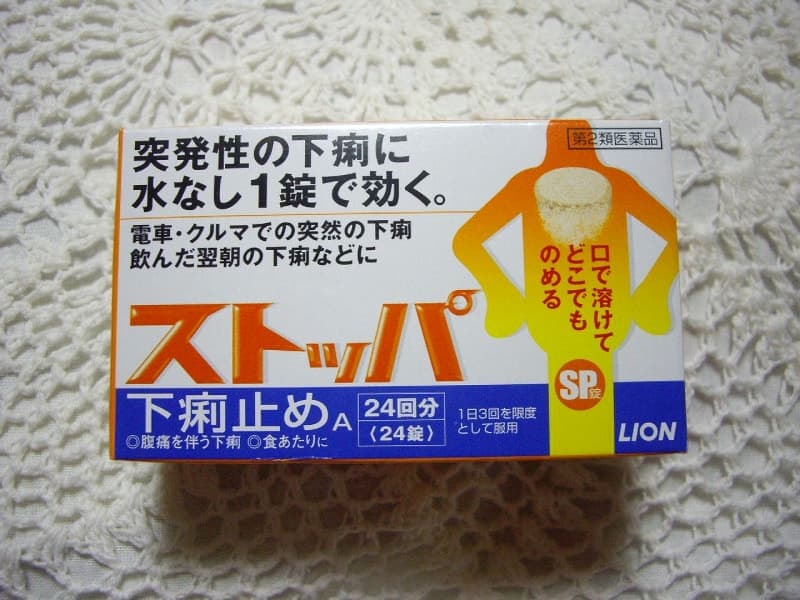 突発性の下痢に
水なし1錠で効く。
電車・クルマでの突然の下痢
飲んだ翌朝の下痢などに
第2類医薬品
口で溶けて
どこでも
のめる
ストッパ
SP錠
下痢止めA
◎腹痛を伴う下痢 ◎食あたりに
24回分
〈24錠〉
1日3回を限度
として服用
LION